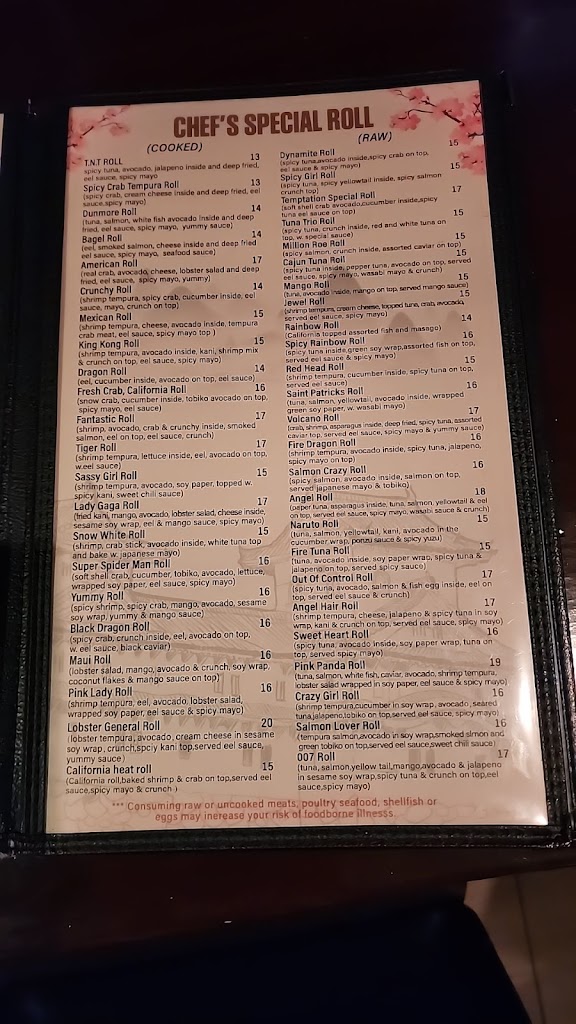 CHEF'S SPECIAL ROLL
(COOKED)
T.N.T ROLL 13
spicy tuna, avocado, jalapeno inside and deep fried,
eel sauce, spicy mayo
Spicy Crab Tempura Roll 13
(spicy crab, cream cheese inside and deep fried, eel
sauce,spicy mayo)
Dunmore Roll 14
(tuna, salmon, white fish avocado inside and deep
fried, eel sauce, spicy mayo, yummy sauce)
Bagel Roll 14
(eel, smoked salmon, cheese inside and deep fried
eel sauce, spicy mayo, seafood sauce)
American Roll 17
(real crab, avocado, cheese, lobster salad and deep
fried, eel sauce, spicy mayo, yummy)
Crunchy Roll 14
(shrimp tempura, spicy crab, cucumber inside, eel
sauce, mayo, crunch on top)
Mexican Roll 15
(shrimp tempura, cheese, avocado inside, tempura
crab meat, eel sauce, spicy mayo top )
King Kong Roll 15
(shrimp tempura, avocado inside, kani, shrimp mix
& crunch on top, eel sauce, spicy mayo)
Dragon Roll 14
(eel, cucumber inside, avocado on top, eel sauce)
Fresh Crab, California Roll 16
(snow crab, cucumber inside, tobiko avocado on top,
spicy mayo, eel sauce)
Fantastic Roll 17
(shrimp, avocado, crab & crunchy inside, smoked
salmon, eel on top, eel sauce, crunch)
Tiger Roll 17
(shrimp tempura, lettuce inside, eel, avocado on top,
w.eel sauce)
Sassy Girl Roll 15
(shrimp tempura, avocado, soy paper, topped w.
spicy kani, sweet chili sauce)
Lady Gaga Roll 17
(fried kani, mango, avocado, lobster salad, cheese inside,
sesame soy wrap, eel & mango sauce, spicy mayo)
Snow White Roll 15
(shrimp, crab stick, avocado inside, white tuna top
and bake w. japanese mayo)
Super Spider Man Roll 16
(soft shell crab, cucumber, tobiko, avocado, lettuce,
wrapped soy paper, eel sauce, spicy mayo)
Yummy Roll 16
(spicy shrimp, spicy crab, mango, avocado, sesame
soy wrap, yummy & mango sauce)
Black Dragon Roll 16
(spicy crab, crunch inside, eel, avocado on top,
w. eel sauce, black caviar)
Maui Roll 16
(lobster salad, mango, avocado & crunch, soy wrap,
coconut flakes & mango sauce on top)
Pink Lady Roll 16
(shrimp tempura, eel, avocado, lobster salad,
wrapped soy paper, eel sauce & spicy mayo)
Lobster General Roll 20
(lobster tempura, avocado, cream cheese in sesame
soy wrap, crunch,spciy kani top,served eel sauce,
yummy sauce)
California heat roll 15
(California roll,baked shrimp & crab on top,served eel
sauce,spicy mayo & crunch )
(RAW)
Dynamite Roll 15
(spicy tuna,avocado inside,spicy crab on top,
eel sauce & spicy mayo)
Spicy Girl Roll 15
(spicy tuna, spicy yellowtail inside, spicy salmon
crunch top)
Temptation Special Roll 17
(soft shell crab avocado,cucumber inside,spicy
tuna eel sauce on top)
Tuna Trio Roll 15
(spicy tuna, crunch inside, red and white tuna on
top, w. special sauce)
Million Roe Roll 15
(spicy salmon, crunch inside, assorted caviar on top)
Cajun Tuna Roll 15
(spicy tuna inside, pepper tuna, avocado on top, served
eel sauce, spicy mayo, wasabi mayo & crunch)
Mango Roll 15
(tuna, avocado inside, mango on top, served mango sauce)
Jewel Roll 15
(shrimp tempura, cream cheese, topped tuna, crab, avocado,
served eel sauce, spicy mayo)
Rainbow Roll 14
(California topped assorted fish and masago)
Spicy Rainbow Roll 16
(spicy tuna inside,green soy wrap,assorted fish on top,
served eel sauce & spicy mayo)
Red Head Roll 15
(shrimp tempura, cucumber inside, spicy tuna on top,
served eel sauce)
Saint Patricks Roll 16
(tuna, salmon, yellowtail, avocado inside, wrapped
green soy paper, w. wasabi mayo)
Volcano Roll 17
(crab, shrimp, asparagus inside, deep fried, spicy tuna, assorted
caviar top, served eel sauce, spicy mayo & yummy sauce)
Fire Dragon Roll 16
(shrimp tempura, avocado inside, spicy tuna, jalapeno,
spicy mayo on top)
Salmon Crazy Roll 16
(spicy salmon, avocado inside, salmon on top,
served japanese mayo & tobiko)
Angel Roll 18
(paper tuna, asparagus inside, tuna, salmon, yellowtail & eel
on top, served eel sauce, spicy mayo, wasabi sauce & crunch)
Naruto Roll 15
(tuna, salmon, yellowtail, kani, avocado in the
cucumber, wrap, ponzu sauce & spicy yuzu)
Fire Tuna Roll 15
(tuna, avocado inside, soy paper wrap, spicy tuna &
jalapeno on top, served spicy sauce)
Out Of Control Roll 17
(spicy tuna, avocado, salmon & fish egg inside, eel on
top, served eel sauce & crunch)
Angel Hair Roll 17
(shrimp tempura, cheese, jalapeno & spicy tuna in soy
wrap, kani & crunch on top, served eel sauce, spicy mayo)
Sweet Heart Roll 16
(spicy tuna, avocado inside, soy paper wrap, tuna on
top, served spicy mayo)
Pink Panda Roll 19
(tuna, salmon, white fish, caviar, avocado, shrimp tempura,
lobster salad wrapped in soy paper, eel sauce & spicy mayo)
Crazy Girl Roll 16
(shrimp tempura,cucumber in soy wrap, avocado, seared
tuna,jalapeno,tobiko on top,served eel sauce, spicy mayo)
Salmon Lover Roll 16
(tempura salmon,avocado in soy wrap,smoked slmon and
green tobiko on top,served eel sauce,sweet chili sauce)
007 Roll 17
(tuna, salmon,yellow tail,mango,avocado & jalapeno
in sesame soy wrap,spicy tuna & crunch on top,eel
sauce,spicy mayo)
*** Consuming raw or uncooked meats, poultry seafood, shellfish or
eggs may increase your risk of foodborne illnesss